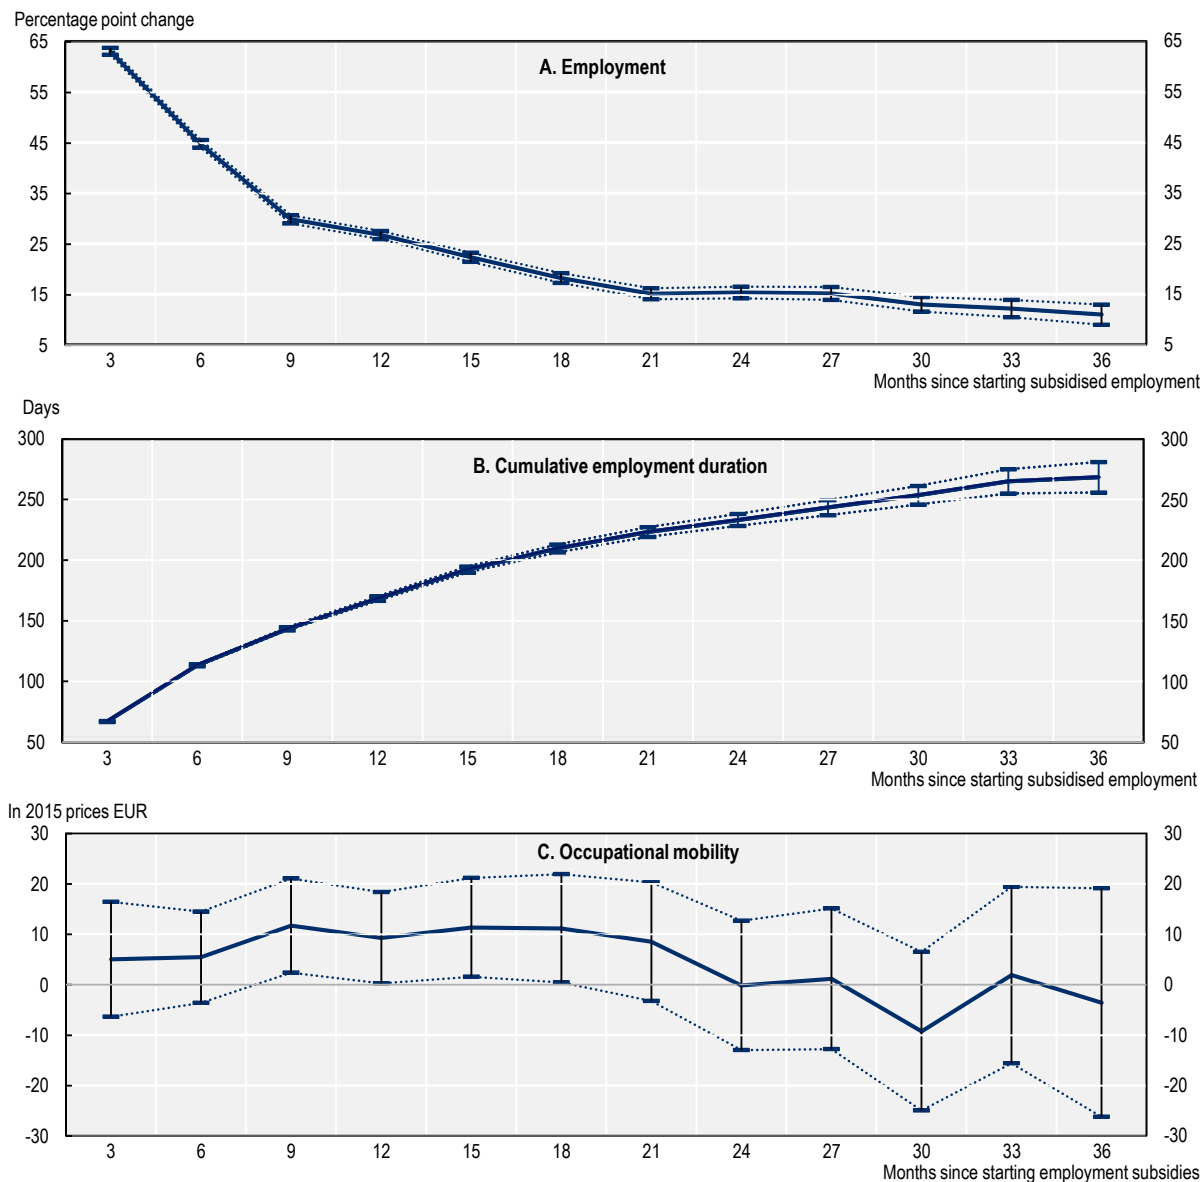 Percentage point change
A. Employment
65 65
55 55
45 45
35 35
25 25
15 15
5 5
3 6 9 12 15 18 21 24 27 30 33 36
Months since starting subsidised employment
Days
B. Cumulative employment duration
300 300
250 250
200 200
150 150
100 100
50 50
3 6 9 12 15 18 21 24 27 30 33 36
Months since starting subsidised employment
In 2015 prices EUR
C. Occupational mobility
30 30
20 20
10 10
0 0
-10 -10
-20 -20
-30 -30
3 6 9 12 15 18 21 24 27 30 33 36
Months since starting employment subsidies